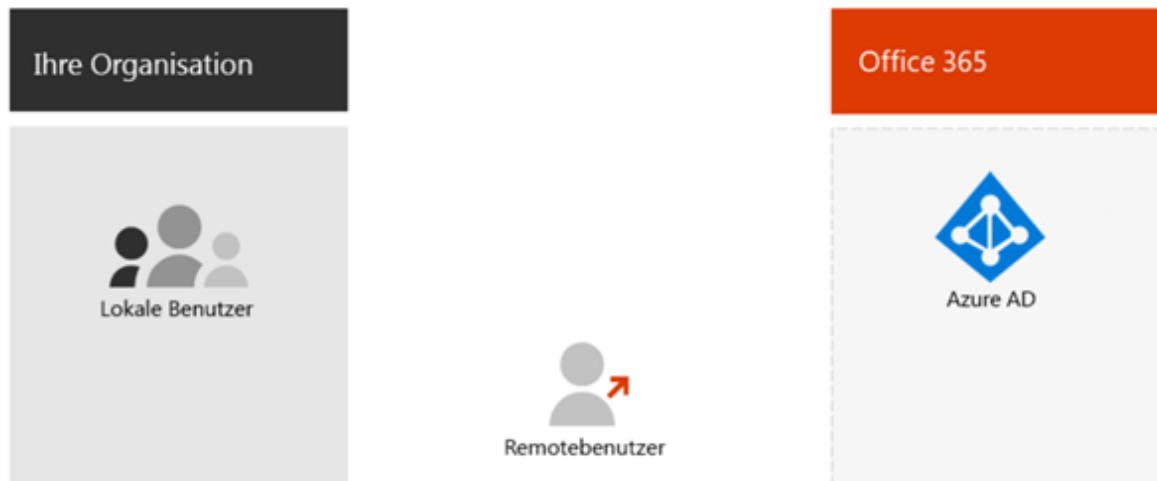 Ihre Organisation
Office 365
Lokale Benutzer
Azure AD
Remotebenutzer